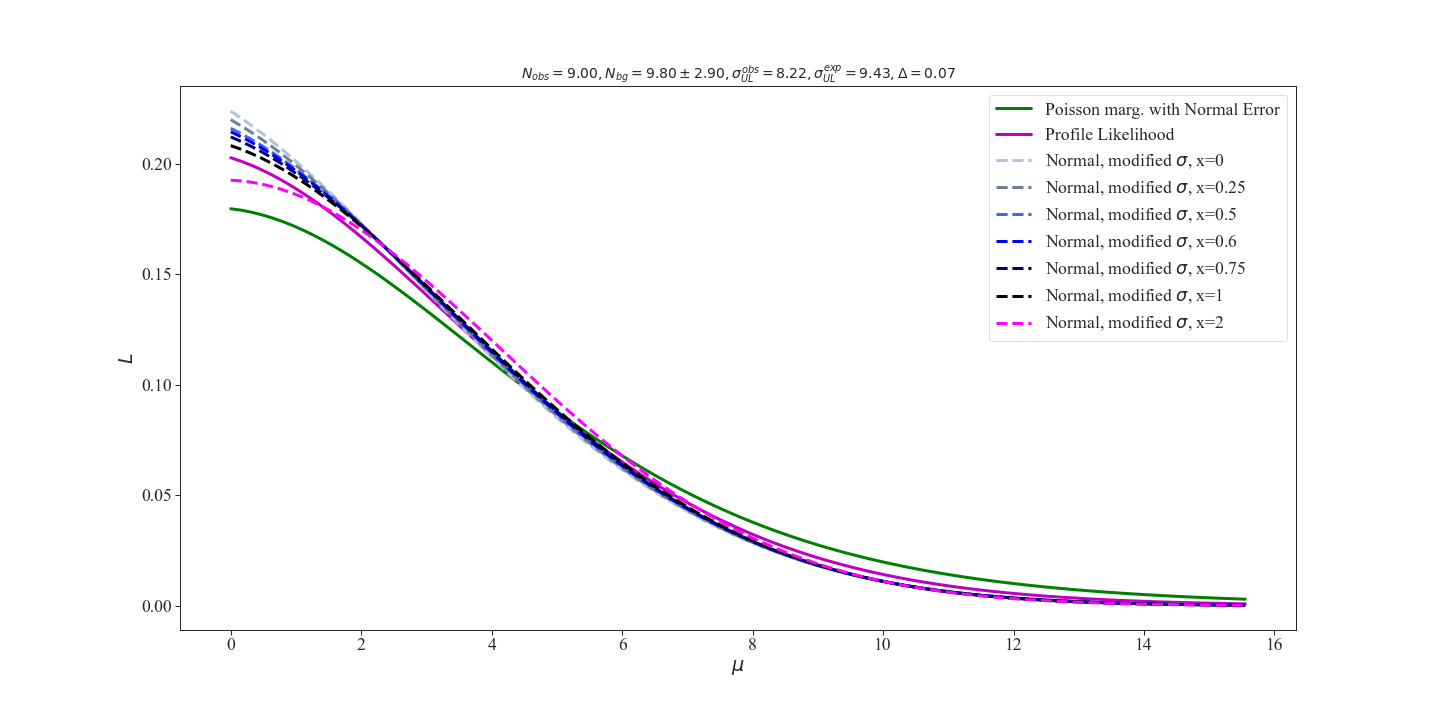 N_obs = 9.00, N_bg = 9.80 ± 2.90, σ_UL^obs = 8.22, σ_UL^exp = 9.43, Δ = 0.07
Poisson marg. with Normal Error
Profile Likelihood
Normal, modified σ, x=0
Normal, modified σ, x=0.25
Normal, modified σ, x=0.5
Normal, modified σ, x=0.6
Normal, modified σ, x=0.75
Normal, modified σ, x=1
Normal, modified σ, x=2
L
0.20
0.15
0.10
0.05
0.00
0 2 4 6 8 10 12 14 16
μ